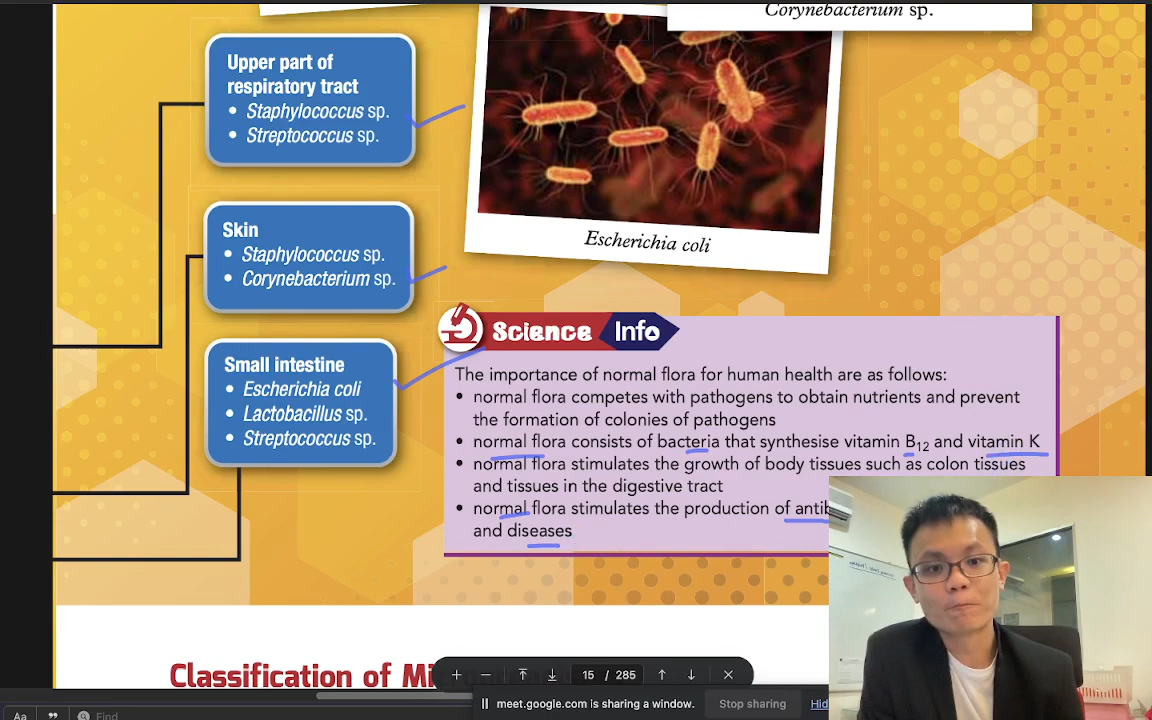 Corynebacterium sp.
Upper part of
respiratory tract
• Staphylococcus sp.
• Streptococcus sp.
Escherichia coli
Skin
• Staphylococcus sp.
• Corynebacterium sp.
Small intestine
• Escherichia coli
• Lactobacillus sp.
• Streptococcus sp.
Science Info
The importance of normal flora for human health are as follows:
• normal flora competes with pathogens to obtain nutrients and prevent
the formation of colonies of pathogens
• normal flora consists of bacteria that synthesise vitamin B12 and vitamin K
• normal flora stimulates the growth of body tissues such as colon tissues
and tissues in the digestive tract
• normal flora stimulates the production of antib
and diseases
Classification of Mi
15 / 285
meet.google.com is sharing a window.
Stop sharing
Hid
Aa
Find